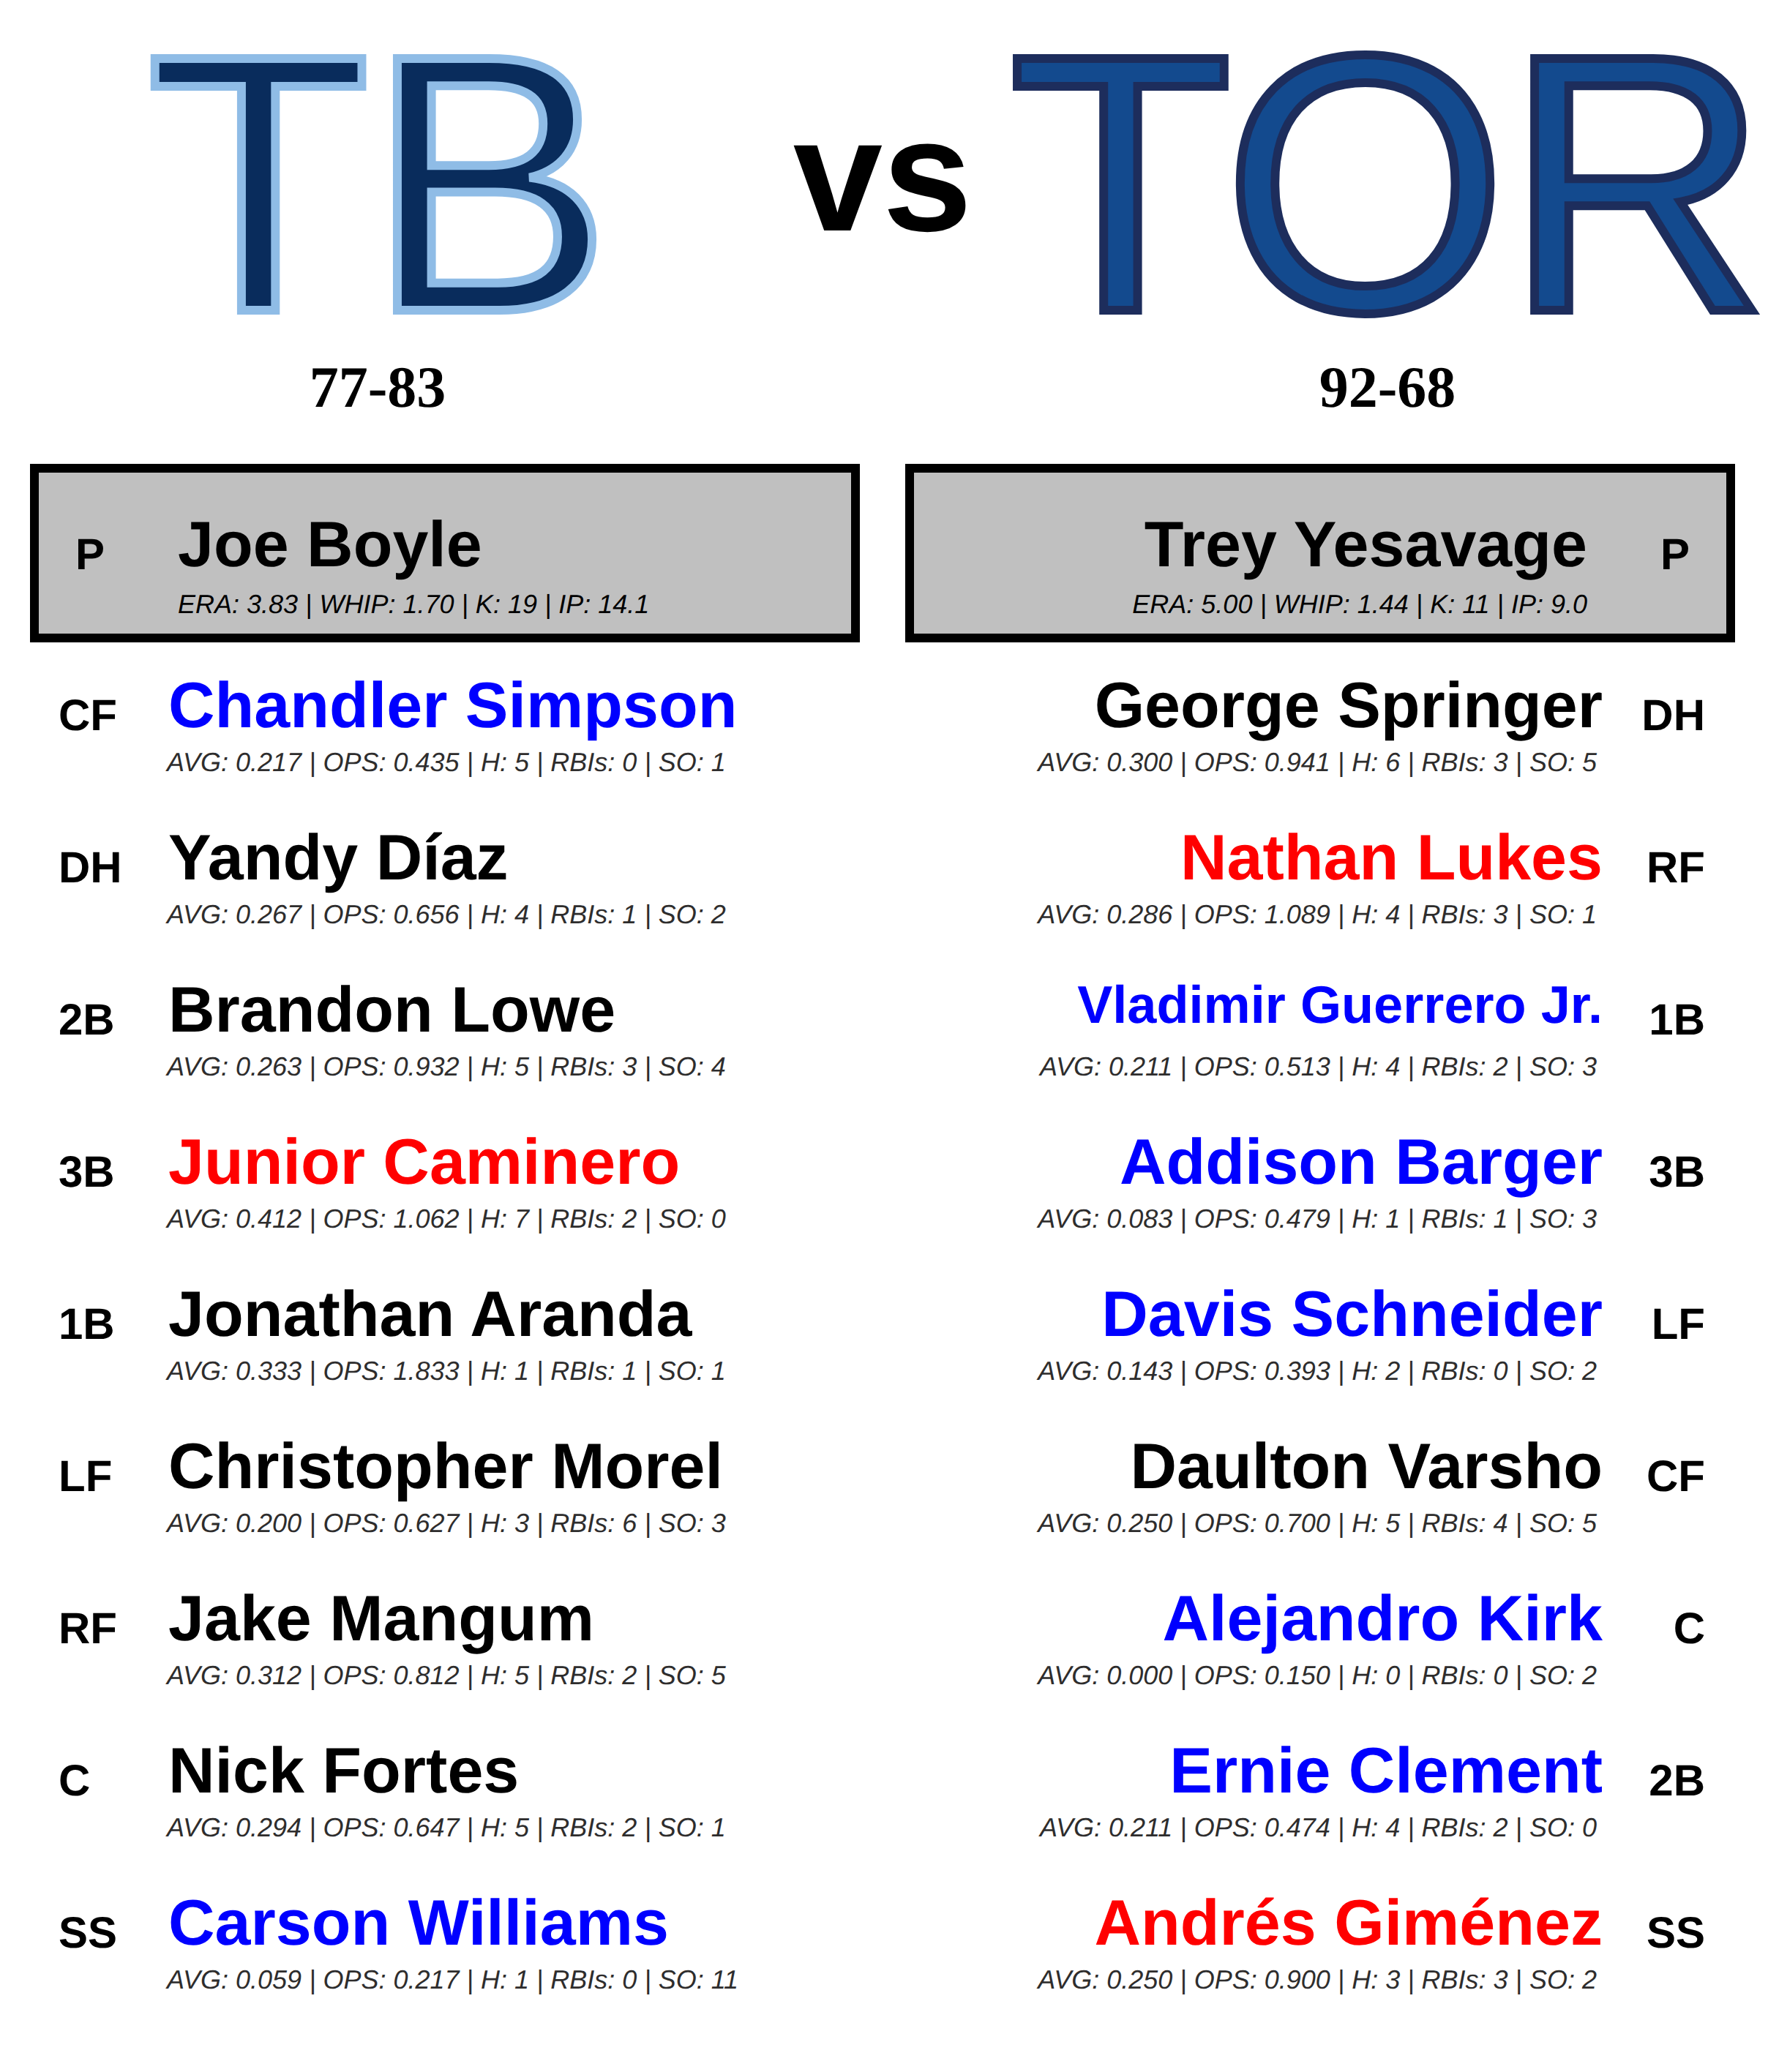 TB vs TOR
77-83 92-68
P Joe Boyle
ERA: 3.83 | WHIP: 1.70 | K: 19 | IP: 14.1
Trey Yesavage P
ERA: 5.00 | WHIP: 1.44 | K: 11 | IP: 9.0
CF Chandler Simpson
AVG: 0.217 | OPS: 0.435 | H: 5 | RBIs: 0 | SO: 1
DH Yandy Díaz
AVG: 0.267 | OPS: 0.656 | H: 4 | RBIs: 1 | SO: 2
2B Brandon Lowe
AVG: 0.263 | OPS: 0.932 | H: 5 | RBIs: 3 | SO: 4
3B Junior Caminero
AVG: 0.412 | OPS: 1.062 | H: 7 | RBIs: 2 | SO: 0
1B Jonathan Aranda
AVG: 0.333 | OPS: 1.833 | H: 1 | RBIs: 1 | SO: 1
LF Christopher Morel
AVG: 0.200 | OPS: 0.627 | H: 3 | RBIs: 6 | SO: 3
RF Jake Mangum
AVG: 0.312 | OPS: 0.812 | H: 5 | RBIs: 2 | SO: 5
C Nick Fortes
AVG: 0.294 | OPS: 0.647 | H: 5 | RBIs: 2 | SO: 1
SS Carson Williams
AVG: 0.059 | OPS: 0.217 | H: 1 | RBIs: 0 | SO: 11
George Springer DH
AVG: 0.300 | OPS: 0.941 | H: 6 | RBIs: 3 | SO: 5
Nathan Lukes RF
AVG: 0.286 | OPS: 1.089 | H: 4 | RBIs: 3 | SO: 1
Vladimir Guerrero Jr. 1B
AVG: 0.211 | OPS: 0.513 | H: 4 | RBIs: 2 | SO: 3
Addison Barger 3B
AVG: 0.083 | OPS: 0.479 | H: 1 | RBIs: 1 | SO: 3
Davis Schneider LF
AVG: 0.143 | OPS: 0.393 | H: 2 | RBIs: 0 | SO: 2
Daulton Varsho CF
AVG: 0.250 | OPS: 0.700 | H: 5 | RBIs: 4 | SO: 5
Alejandro Kirk C
AVG: 0.000 | OPS: 0.150 | H: 0 | RBIs: 0 | SO: 2
Ernie Clement 2B
AVG: 0.211 | OPS: 0.474 | H: 4 | RBIs: 2 | SO: 0
Andrés Giménez SS
AVG: 0.250 | OPS: 0.900 | H: 3 | RBIs: 3 | SO: 2